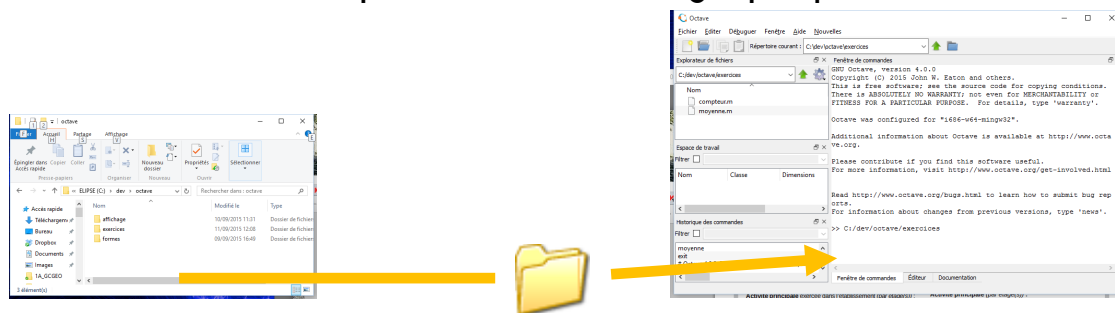 octave
Fichier Accueil Partage Affichage
Épingler dans Accès rapide
Copier
Coller
Nouveau dossier
Propriétés
Sélectionner
Presse-papiers
Organiser
Nouveau
Ouvrir
« ELIPSE (C:) › dev › octave
Rechercher dans : octave
Accès rapide
Téléchargem
Bureau
Dropbox
Documents
Images
1A_GCGEO
Nom Modifié le Type
affichage 10/09/2015 11:31 Dossier de fichier
exercices 11/09/2015 12:08 Dossier de fichier
formes 09/09/2015 16:49 Dossier de fichier
3 élément(s)
Octave
Fichier Editer Débuguer Fenêtre Aide Nouvelles
Répertoire courant : C:\dev\octave\exercices
Explorateur de fichiers
C:/dev/octave/exercices
Nom
compteur.m
moyenne.m
Espace de travail
Filtrer
Nom Classe Dimensions
Historique des commandes
Filtrer
moyenne
exit
Fenêtre de commandes
GNU Octave, version 4.0.0
Copyright (C) 2015 John W. Eaton and others.
This is free software; see the source code for copying conditions.
There is ABSOLUTELY NO WARRANTY; not even for MERCHANTABILITY or
FITNESS FOR A PARTICULAR PURPOSE. For details, type 'warranty'.
Octave was configured for "i686-w64-mingw32".
Additional information about Octave is available at http://www.octa
ve.org.
Please contribute if you find this software useful.
For more information, visit http://www.octave.org/get-involved.html
Read http://www.octave.org/bugs.html to learn how to submit bug rep
orts.
For information about changes from previous versions, type 'news'.
>> C:/dev/octave/exercices
Fenêtre de commandes Éditeur Documentation